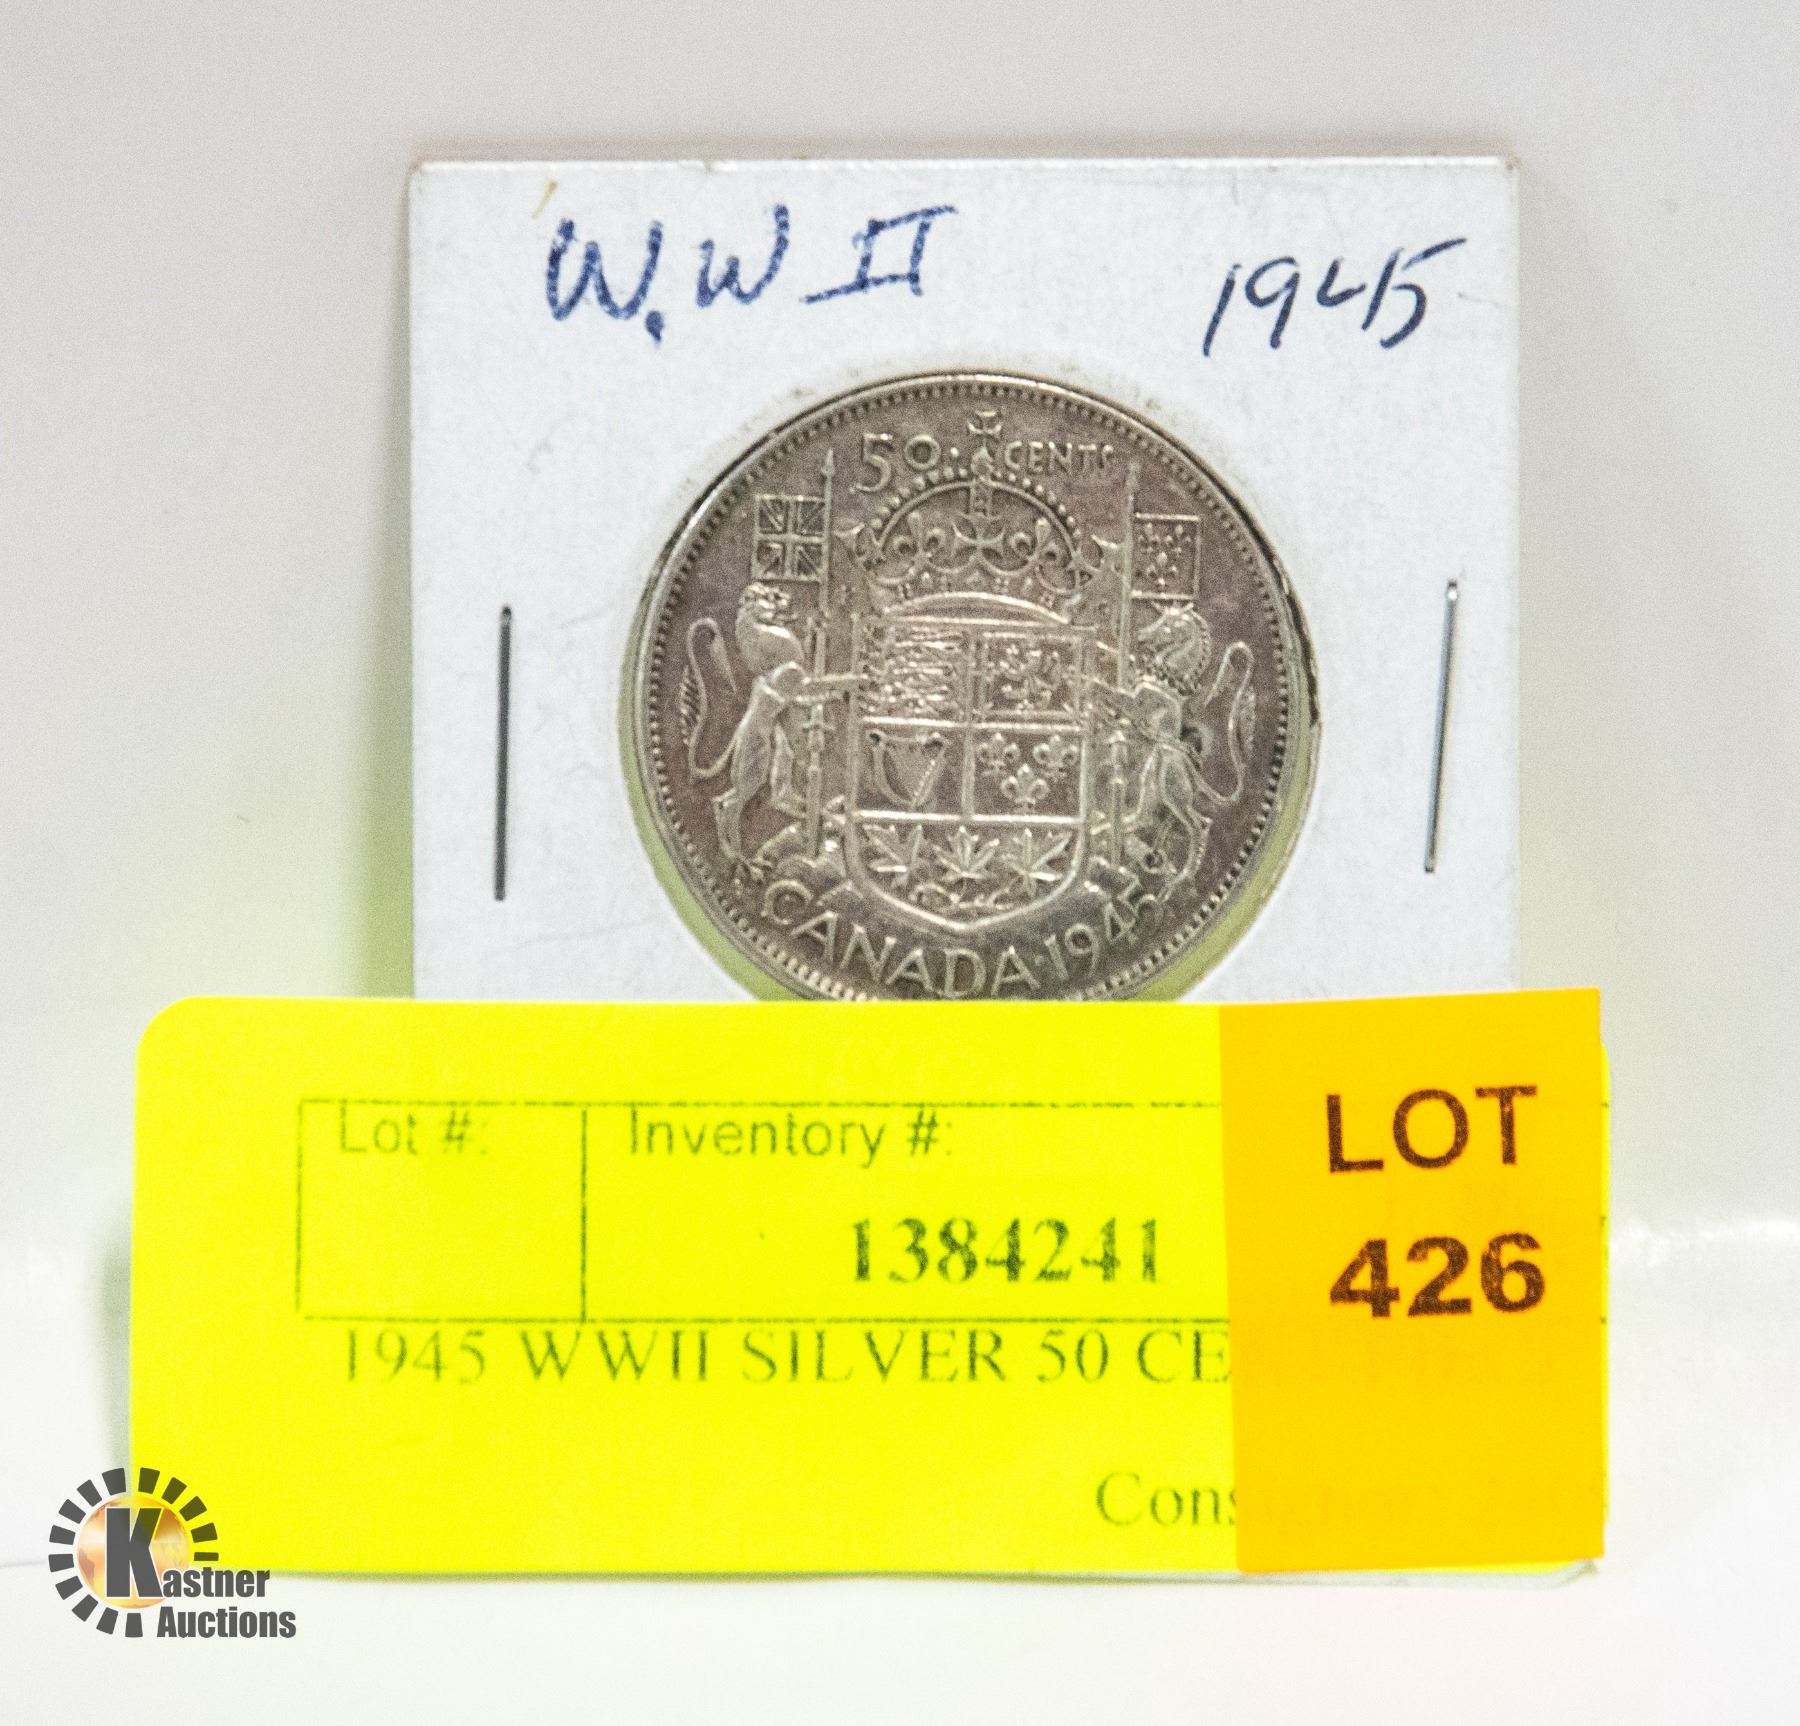 W.W II 1945
50 CENTS
CANADA·1945
Lot #: Inventory #:
1384241
LOT
426
1945 WWII SILVER 50 CE
Cons
Kastner
Auctions